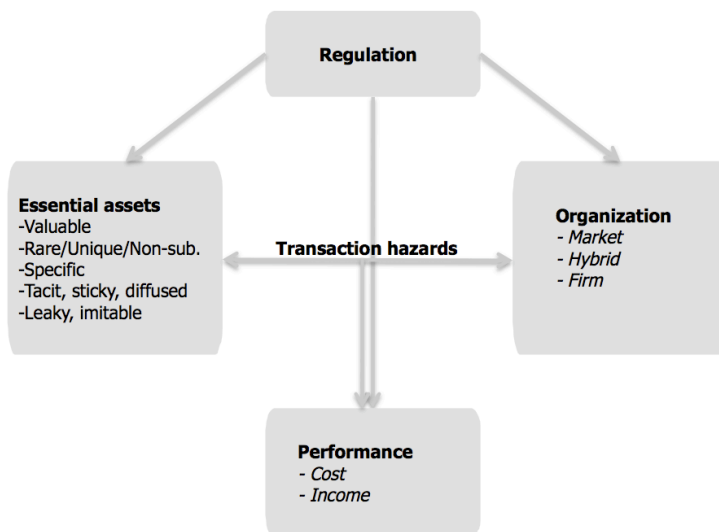 Regulation
Essential assets
-Valuable
-Rare/Unique/Non-sub.
-Specific
-Tacit, sticky, diffused
-Leaky, imitable
Transaction hazards
Organization
- Market
- Hybrid
- Firm
Performance
- Cost
- Income